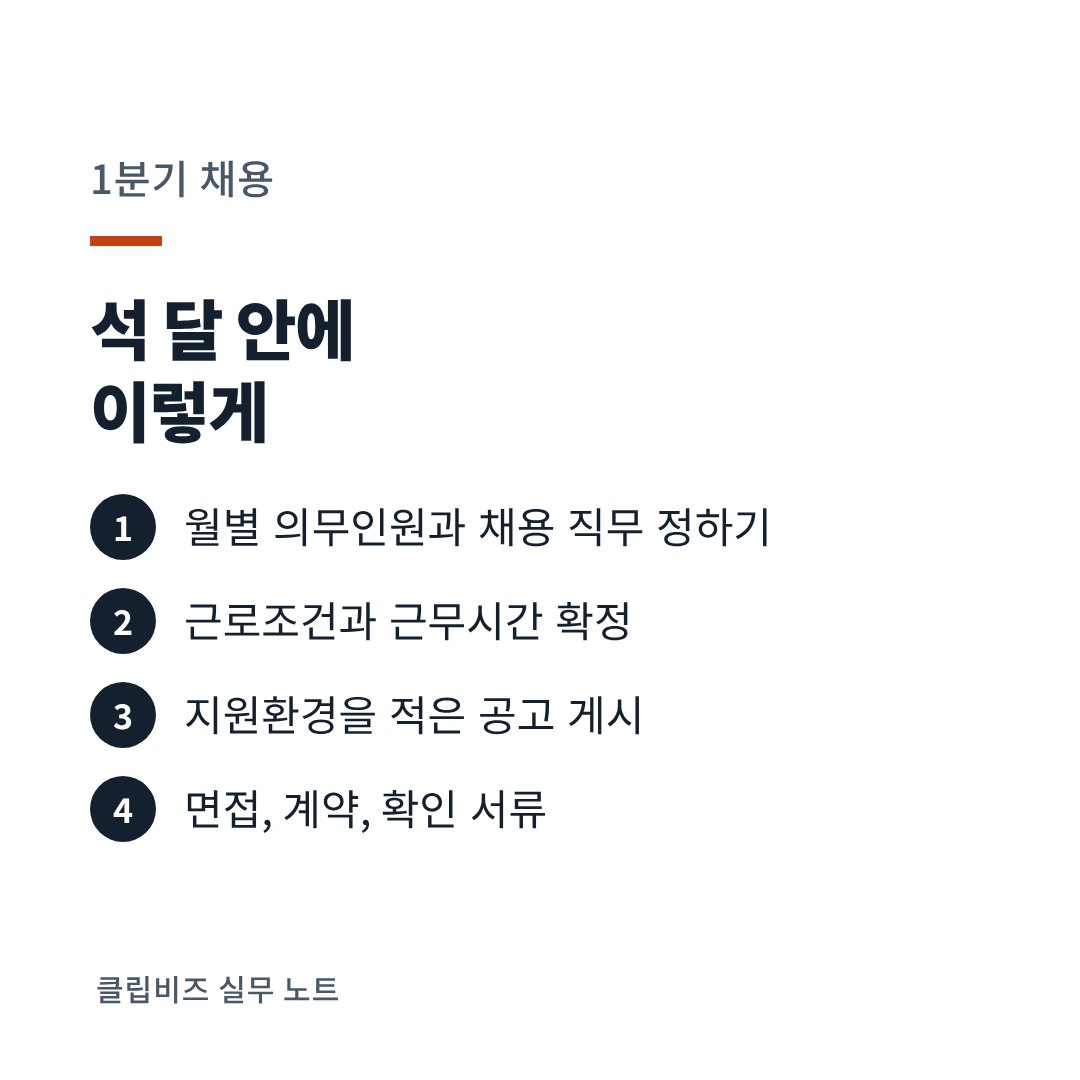 1분기 채용
석 달 안에
이렇게
1 월별 의무인원과 채용 직무 정하기
2 근로조건과 근무시간 확정
3 지원환경을 적은 공고 게시
4 면접, 계약, 확인 서류
클립비즈 실무 노트